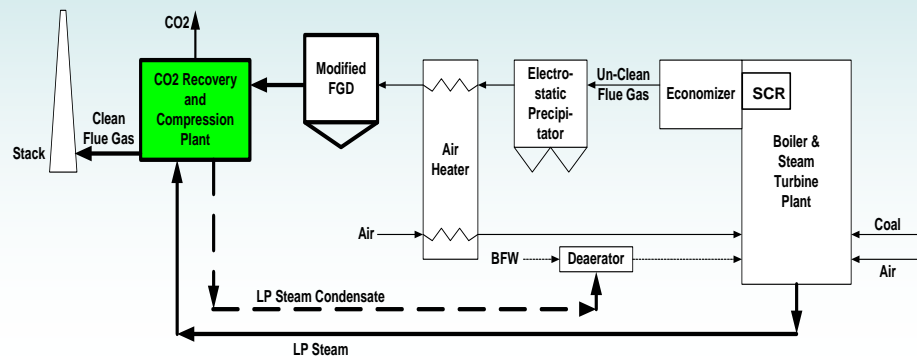 CO2
CO2 Recovery
and
Compression
Plant
Clean
Flue Gas
Stack
Modified
FGD
Air
Heater
Electro-
static
Precipi-
tator
Un-Clean
Flue Gas
Economizer
SCR
Boiler &
Steam
Turbine
Plant
Coal
Air
Air
BFW
Deaerator
LP Steam Condensate
LP Steam